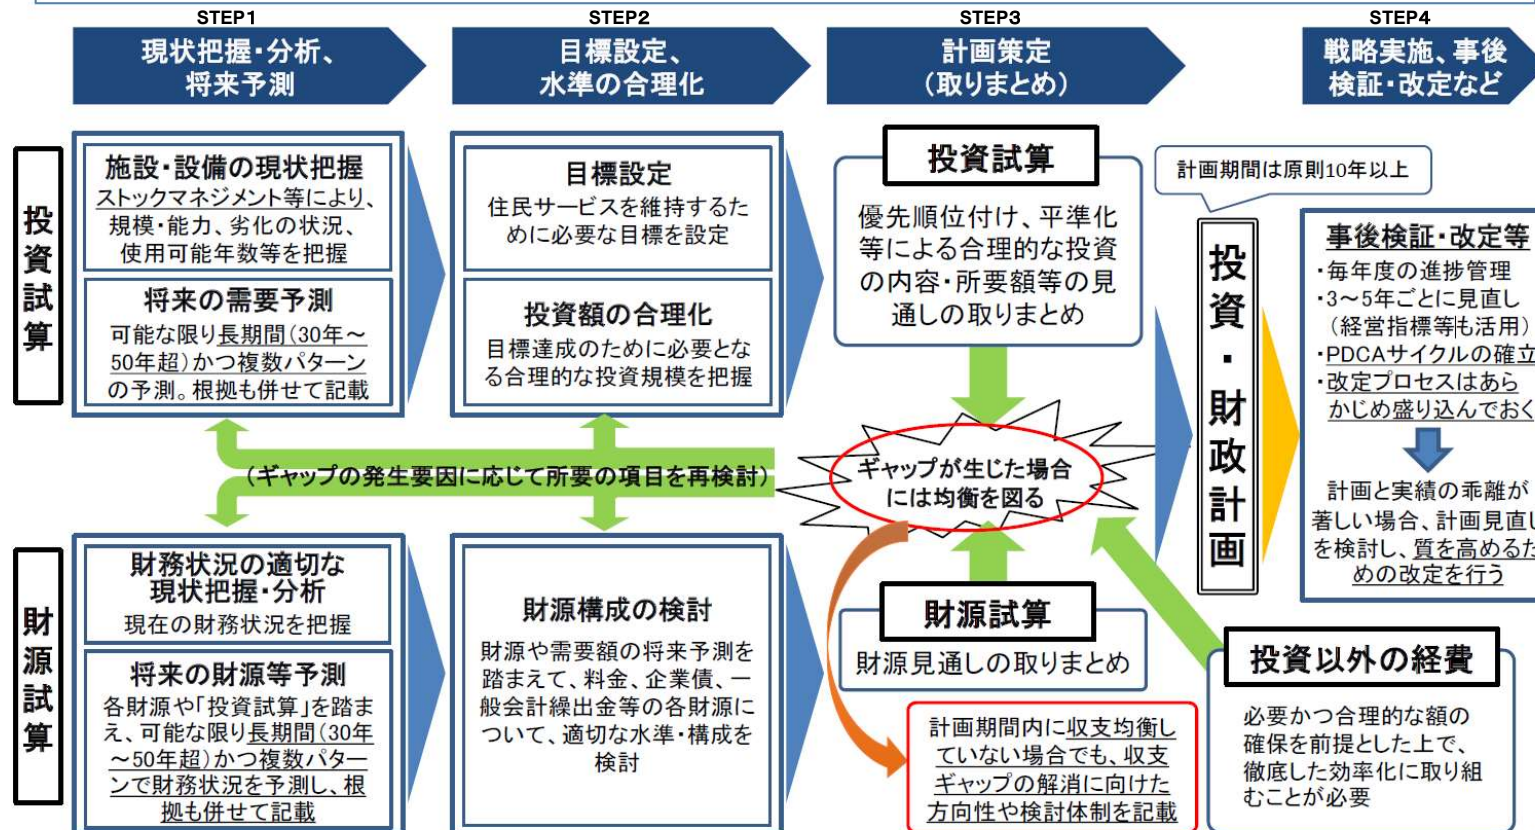 STEP1
現状把握・分析、
将来予測
STEP2
目標設定、
水準の合理化
STEP3
計画策定
(取りまとめ)
STEP4
戦略実施、事後
検証・改定など
投資試算
施設・設備の現状把握
ストックマネジメント等により、
規模・能力、劣化の状況、
使用可能年数等を把握
将来の需要予測
可能な限り長期間(30年～
50年超)かつ複数パターン
の予測。根拠も併せて記載
目標設定
住民サービスを維持するた
めに必要な目標を設定
投資額の合理化
目標達成のために必要とな
る合理的な投資規模を把握
投資試算
優先順位付け、平準化
等による合理的な投資
の内容・所要額等の見
通しの取りまとめ
計画期間は原則10年以上
投資・財政計画
事後検証・改定等
・毎年度の進捗管理
・3～5年ごとに見直し
(経営指標等も活用)
・PDCAサイクルの確立
・改定プロセスはあら
かじめ盛り込んでおく
計画と実績の乖離が
著しい場合、計画見直し
を検討し、質を高めるた
めの改定を行う
(ギャップの発生要因に応じて所要の項目を再検討)
ギャップが生じた場合
には均衡を図る
財源試算
財務状況の適切な
現状把握・分析
現在の財務状況を把握
将来の財源等予測
各財源や「投資試算」を踏ま
え、可能な限り長期間(30年
～50年超)かつ複数パター
ンで財務状況を予測し、根
拠も併せて記載
財源構成の検討
財源や需要額の将来予測を
踏まえて、料金、企業債、一
般会計繰出金等の各財源に
ついて、適切な水準・構成を
検討
財源試算
財源見通しの取りまとめ
計画期間内に収支均衡し
ていない場合でも、収支
ギャップの解消に向けた
方向性や検討体制を記載
投資以外の経費
必要かつ合理的な額の
確保を前提とした上で、
徹底した効率化に取り組
むことが必要